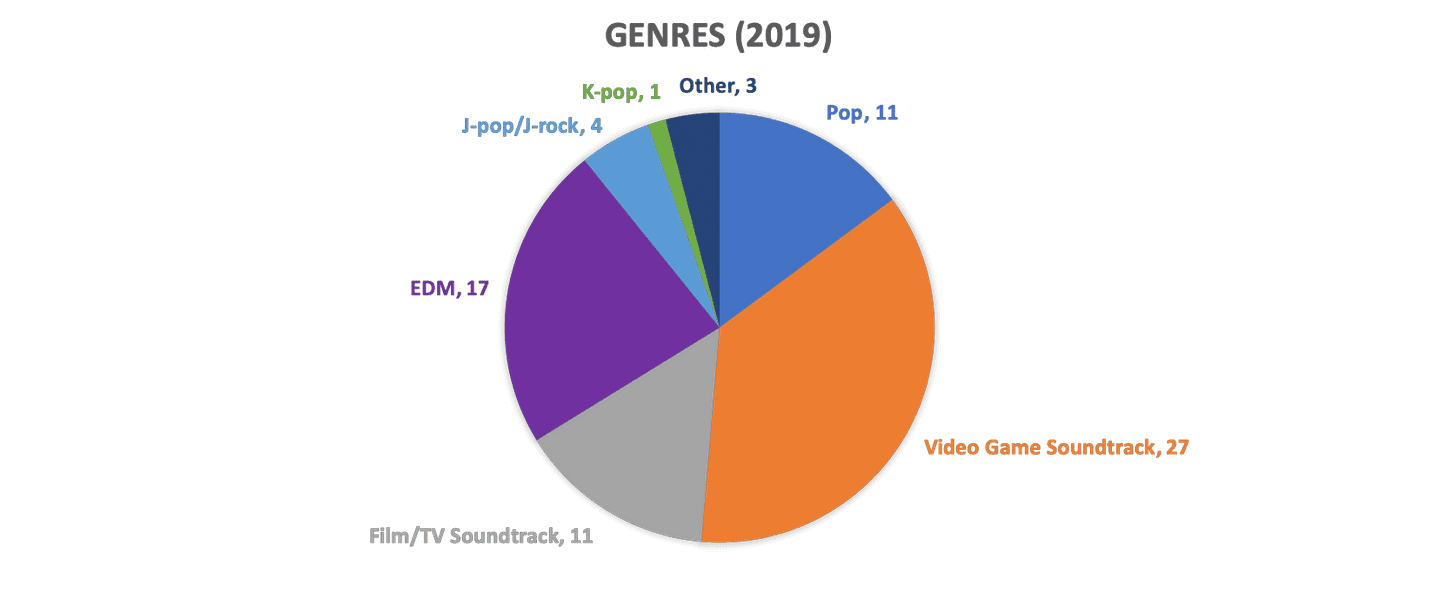 GENRES (2019)
K-pop, 1
Other, 3
Pop, 11
J-pop/J-rock, 4
EDM, 17
Video Game Soundtrack, 27
Film/TV Soundtrack, 11